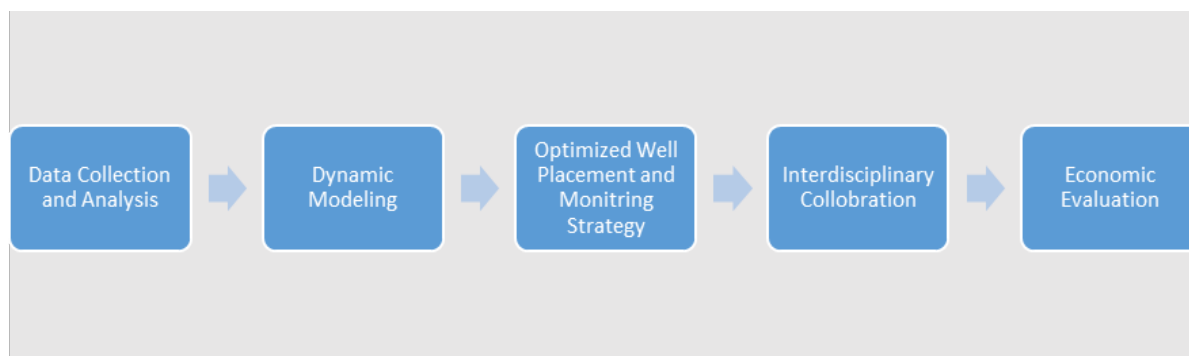 Data Collection
and Analysis
Dynamic
Modeling
Optimized Well
Placement and
Monitring
Strategy
Interdisciplinary
Collobration
Economic
Evaluation